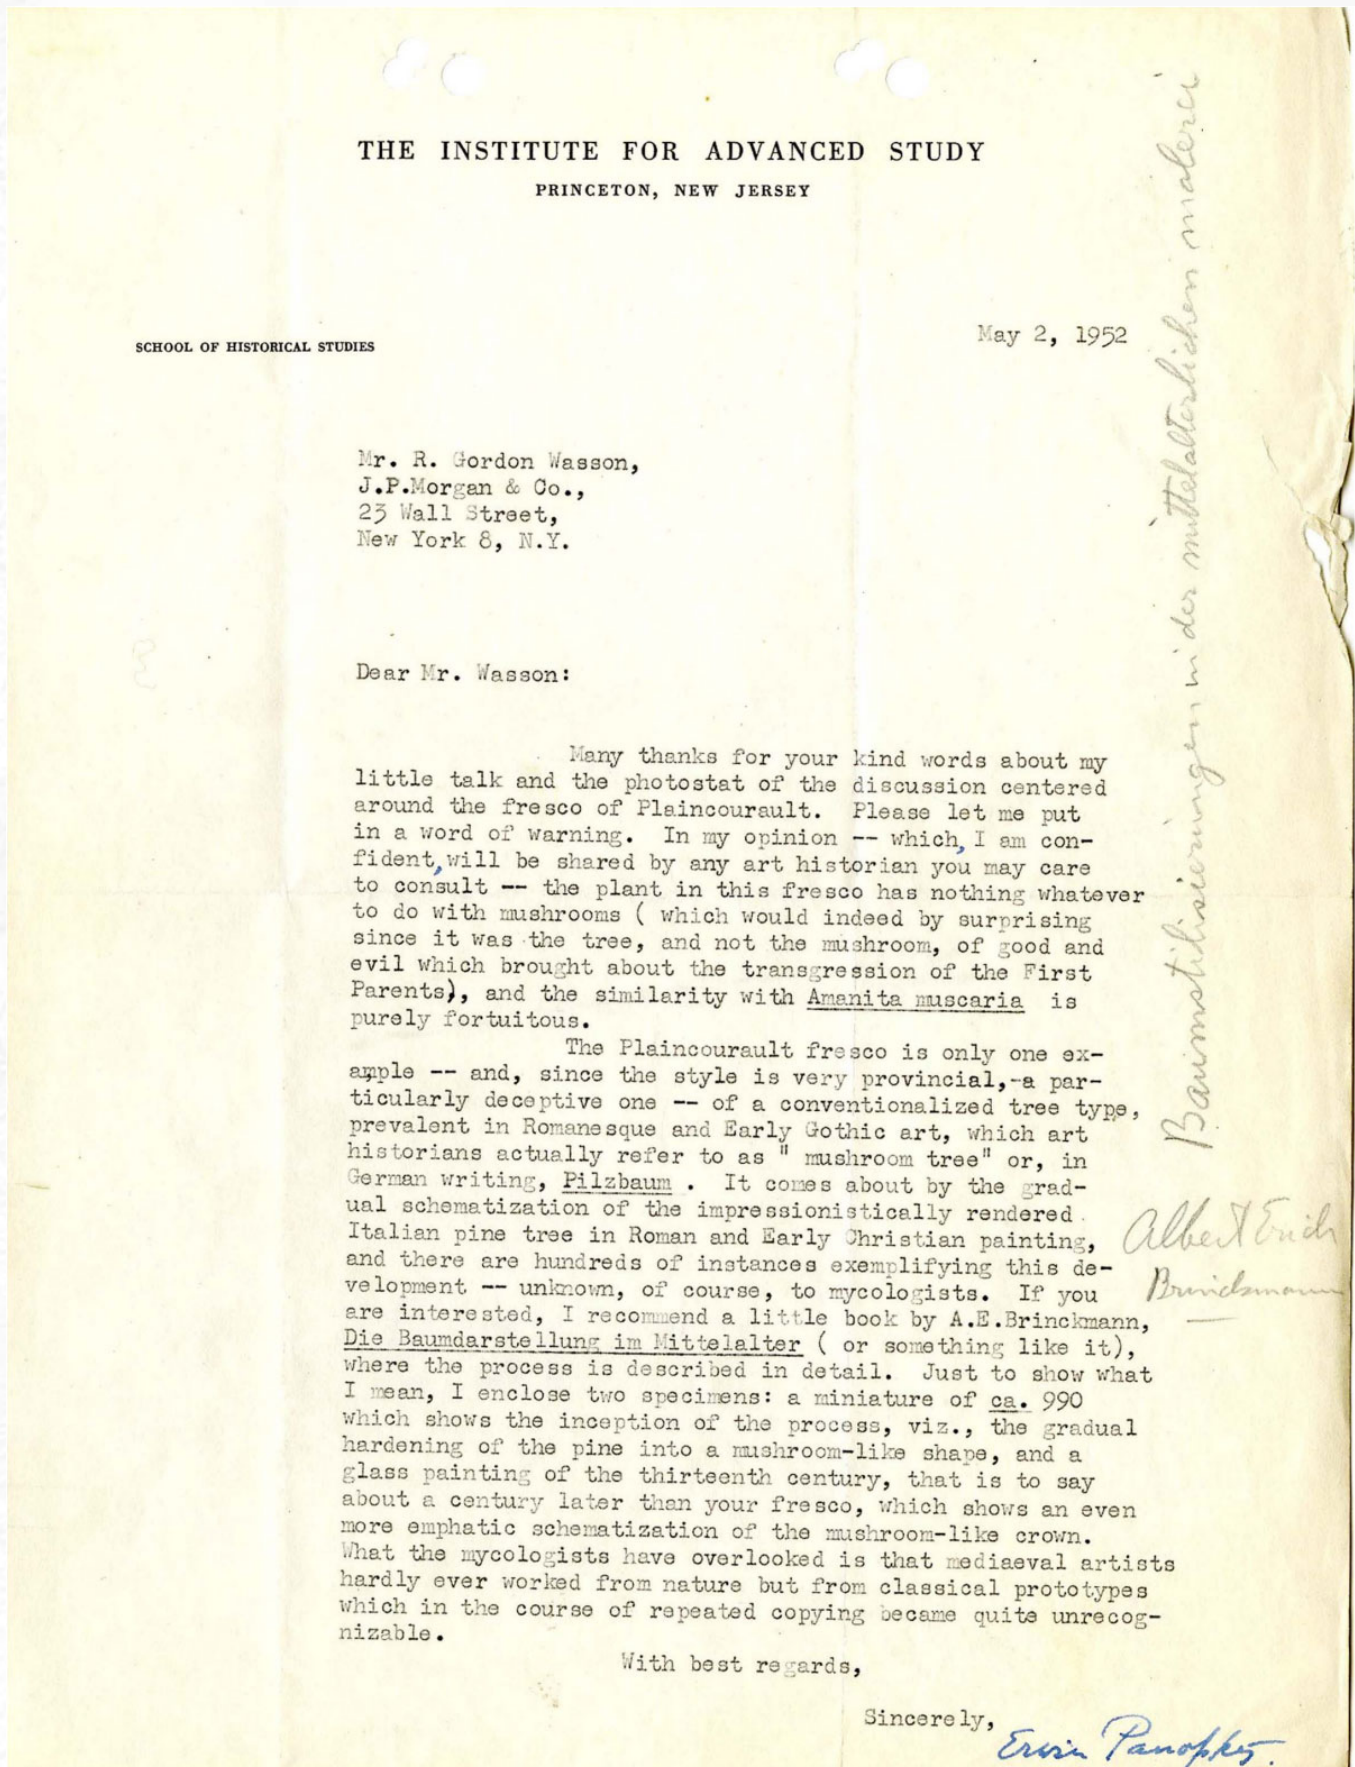 THE INSTITUTE FOR ADVANCED STUDY
PRINCETON, NEW JERSEY
SCHOOL OF HISTORICAL STUDIES
May 2, 1952
Mr. R. Gordon Wasson,
J.P.Morgan & Co.,
23 Wall Street,
New York 8, N.Y.
Dear Mr. Wasson:
Many thanks for your kind words about my
little talk and the photostat of the discussion centered
around the fresco of Plaincourault. Please let me put
in a word of warning. In my opinion -- which, I am con-
fident, will be shared by any art historian you may care
to consult -- the plant in this fresco has nothing whatever
to do with mushrooms ( which would indeed by surprising
since it was the tree, and not the mushroom, of good and
evil which brought about the transgression of the First
Parents), and the similarity with Amanita muscaria is
purely fortuitous.
The Plaincourault fresco is only one ex-
ample -- and, since the style is very provincial,-a par-
ticularly deceptive one -- of a conventionalized tree type,
prevalent in Romanesque and Early Gothic art, which art
historians actually refer to as " mushroom tree" or, in
German writing, Pilzbaum . It comes about by the grad-
ual schematization of the impressionistically rendered
Italian pine tree in Roman and Early Christian painting,
and there are hundreds of instances exemplifying this de-
velopment -- unknown, of course, to mycologists. If you
are interested, I recommend a little book by A.E.Brinckmann,
Die Baumdarstellung im Mittelalter ( or something like it),
where the process is described in detail. Just to show what
I mean, I enclose two specimens: a miniature of ca. 990
which shows the inception of the process, viz., the gradual
hardening of the pine into a mushroom-like shape, and a
glass painting of the thirteenth century, that is to say
about a century later than your fresco, which shows an even
more emphatic schematization of the mushroom-like crown.
What the mycologists have overlooked is that mediaeval artists
hardly ever worked from nature but from classical prototypes
which in the course of repeated copying became quite unrecog-
nizable.
With best regards,
Sincerely,
Erwin Panofsky.
Baumstilisierungen in der mittelalterlichen malerei
Albert Erich
Brinckmann